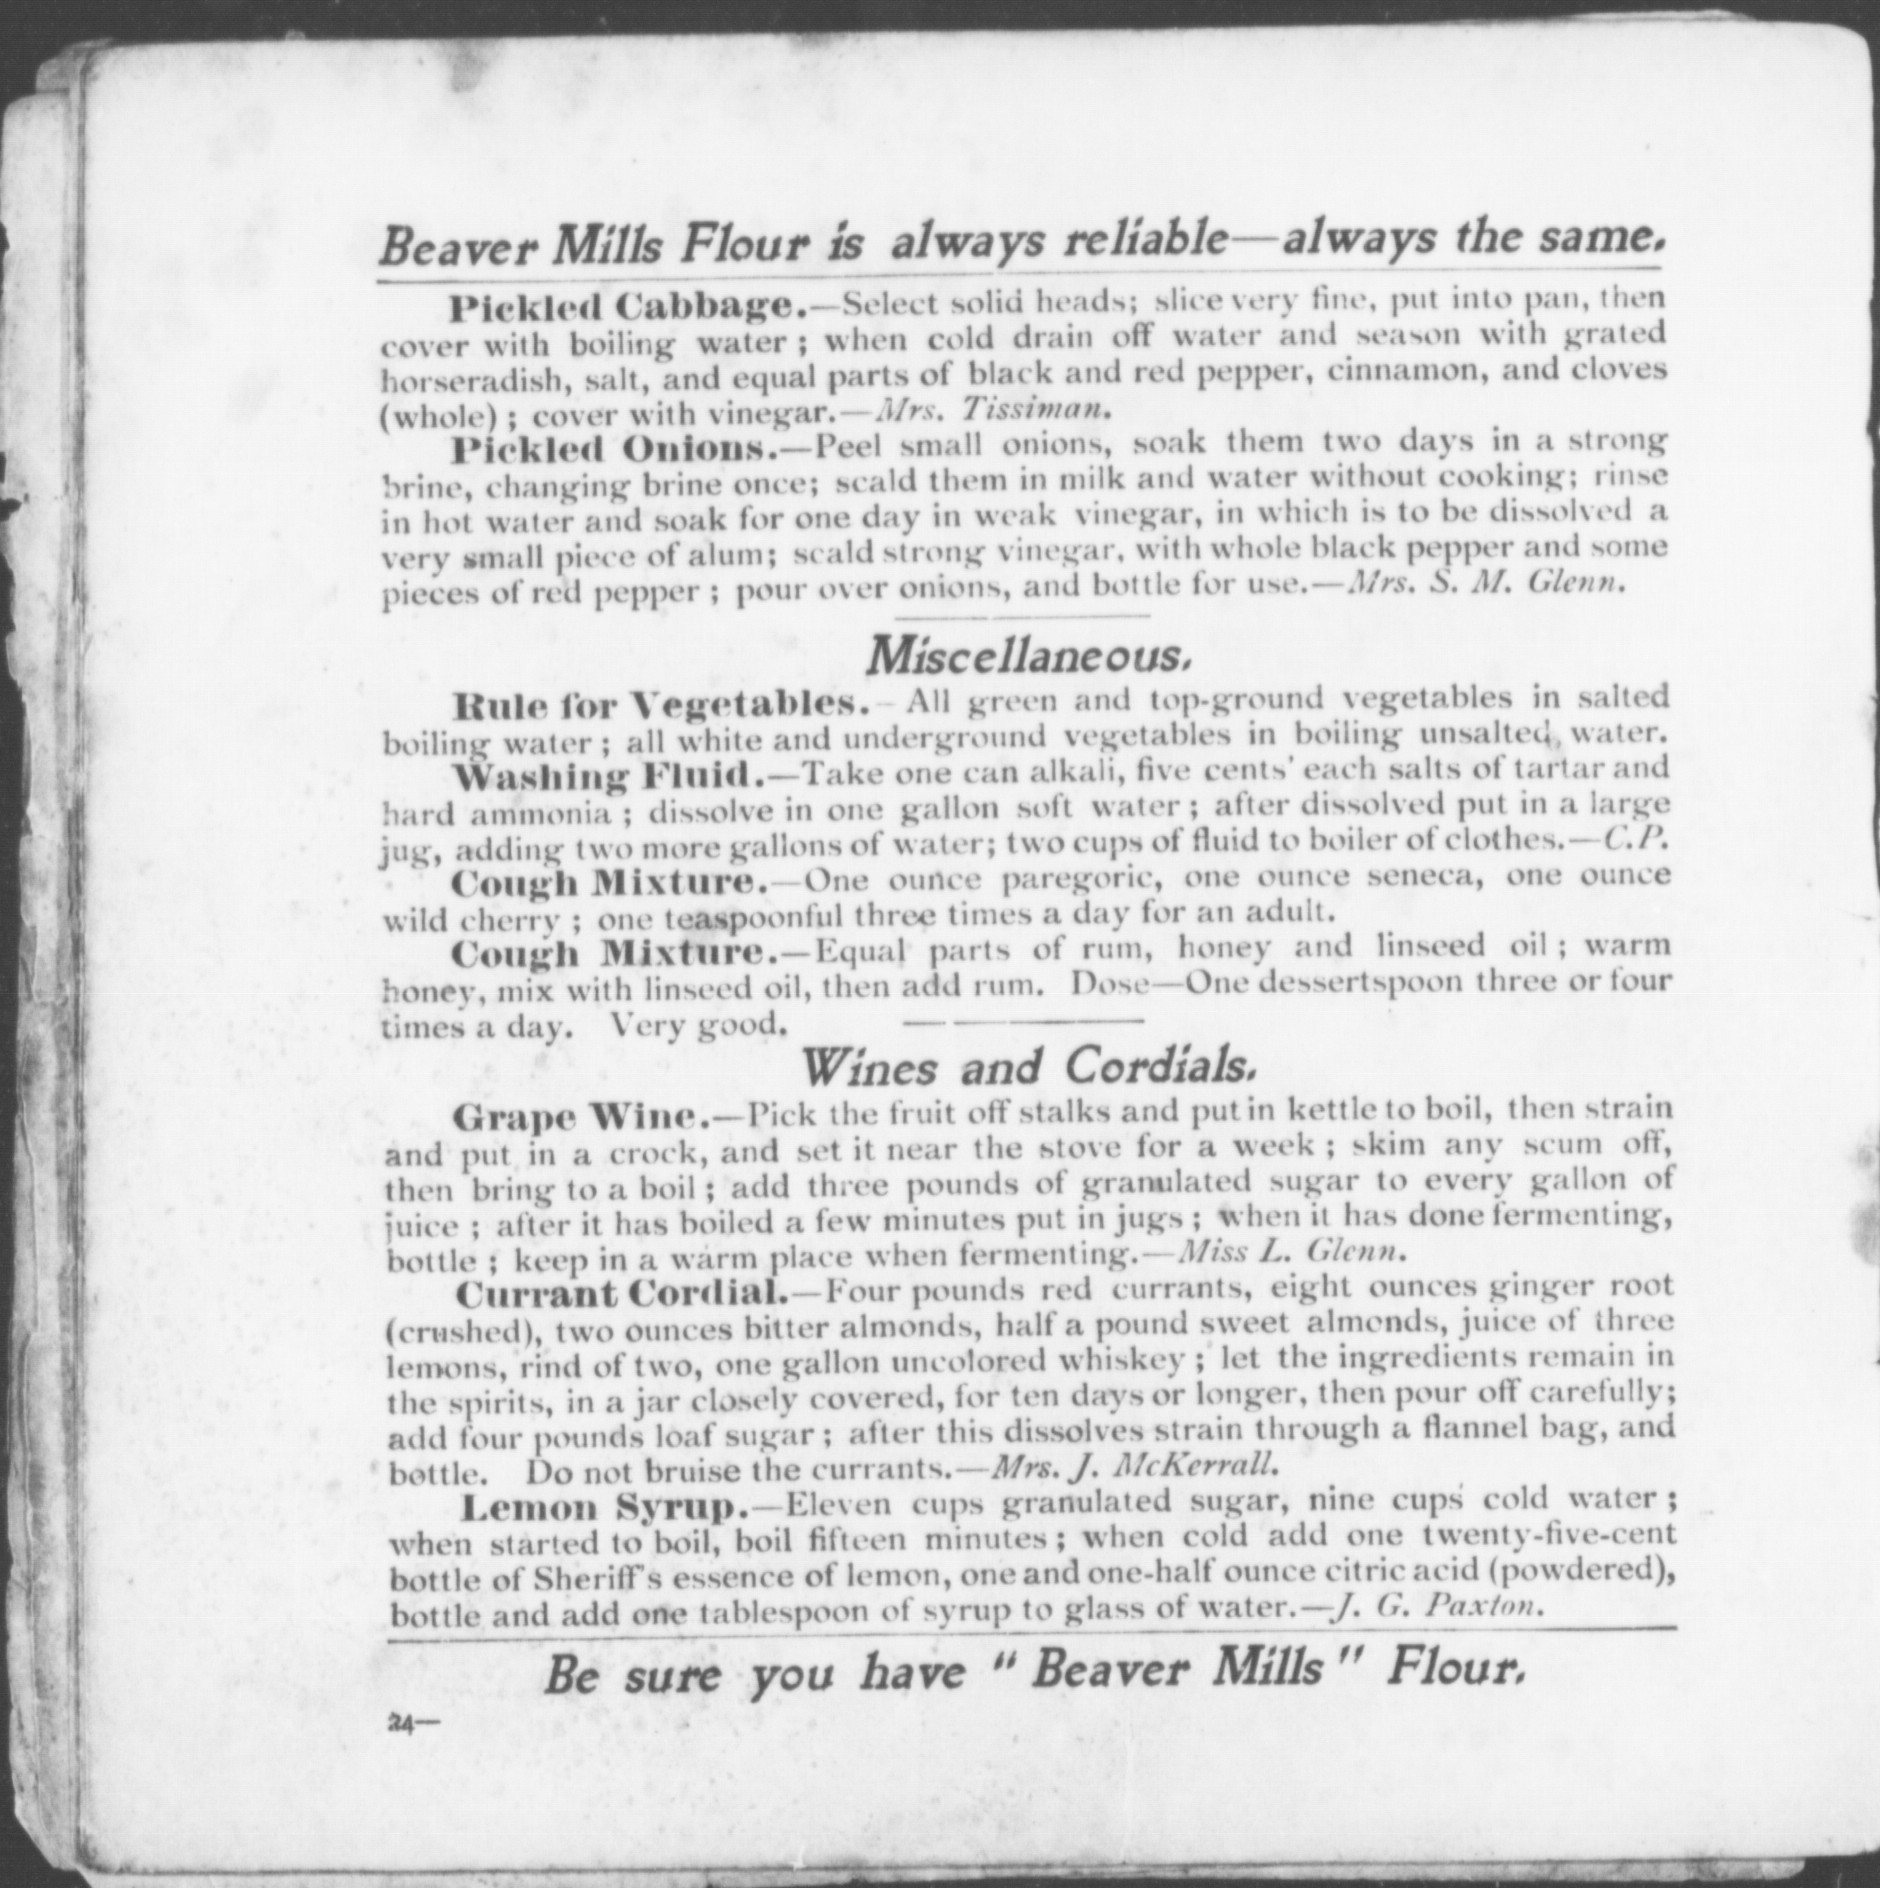 Beaver Mills Flour is always reliable—always the same.
Pickled Cabbage.—Select solid heads; slice very fine, put into pan, then
cover with boiling water ; when cold drain off water and season with grated
horseradish, salt, and equal parts of black and red pepper, cinnamon, and cloves
(whole) ; cover with vinegar.—Mrs. Tissiman.
Pickled Onions.—Peel small onions, soak them two days in a strong
brine, changing brine once; scald them in milk and water without cooking; rinse
in hot water and soak for one day in weak vinegar, in which is to be dissolved a
very small piece of alum; scald strong vinegar, with whole black pepper and some
pieces of red pepper ; pour over onions, and bottle for use.—Mrs. S. M. Glenn.
Miscellaneous.
Rule for Vegetables.—All green and top-ground vegetables in salted
boiling water ; all white and underground vegetables in boiling unsalted water.
Washing Fluid.—Take one can alkali, five cents' each salts of tartar and
hard ammonia ; dissolve in one gallon soft water ; after dissolved put in a large
jug, adding two more gallons of water; two cups of fluid to boiler of clothes.—C.P.
Cough Mixture.—One ounce paregoric, one ounce seneca, one ounce
wild cherry ; one teaspoonful three times a day for an adult.
Cough Mixture.—Equal parts of rum, honey and linseed oil ; warm
honey, mix with linseed oil, then add rum. Dose—One dessertspoon three or four
times a day. Very good.
Wines and Cordials.
Grape Wine.—Pick the fruit off stalks and put in kettle to boil, then strain
and put in a crock, and set it near the stove for a week ; skim any scum off,
then bring to a boil ; add three pounds of granulated sugar to every gallon of
juice ; after it has boiled a few minutes put in jugs ; when it has done fermenting,
bottle ; keep in a warm place when fermenting.—Miss L. Glenn.
Currant Cordial.—Four pounds red currants, eight ounces ginger root
(crushed), two ounces bitter almonds, half a pound sweet almonds, juice of three
lemons, rind of two, one gallon uncolored whiskey ; let the ingredients remain in
the spirits, in a jar closely covered, for ten days or longer, then pour off carefully;
add four pounds loaf sugar ; after this dissolves strain through a flannel bag, and
bottle. Do not bruise the currants.—Mrs. J. McKerrall.
Lemon Syrup.—Eleven cups granulated sugar, nine cups cold water ;
when started to boil, boil fifteen minutes ; when cold add one twenty-five-cent
bottle of Sheriff's essence of lemon, one and one-half ounce citric acid (powdered),
bottle and add one tablespoon of syrup to glass of water.—J. G. Paxton.
Be sure you have "Beaver Mills" Flour.
24—